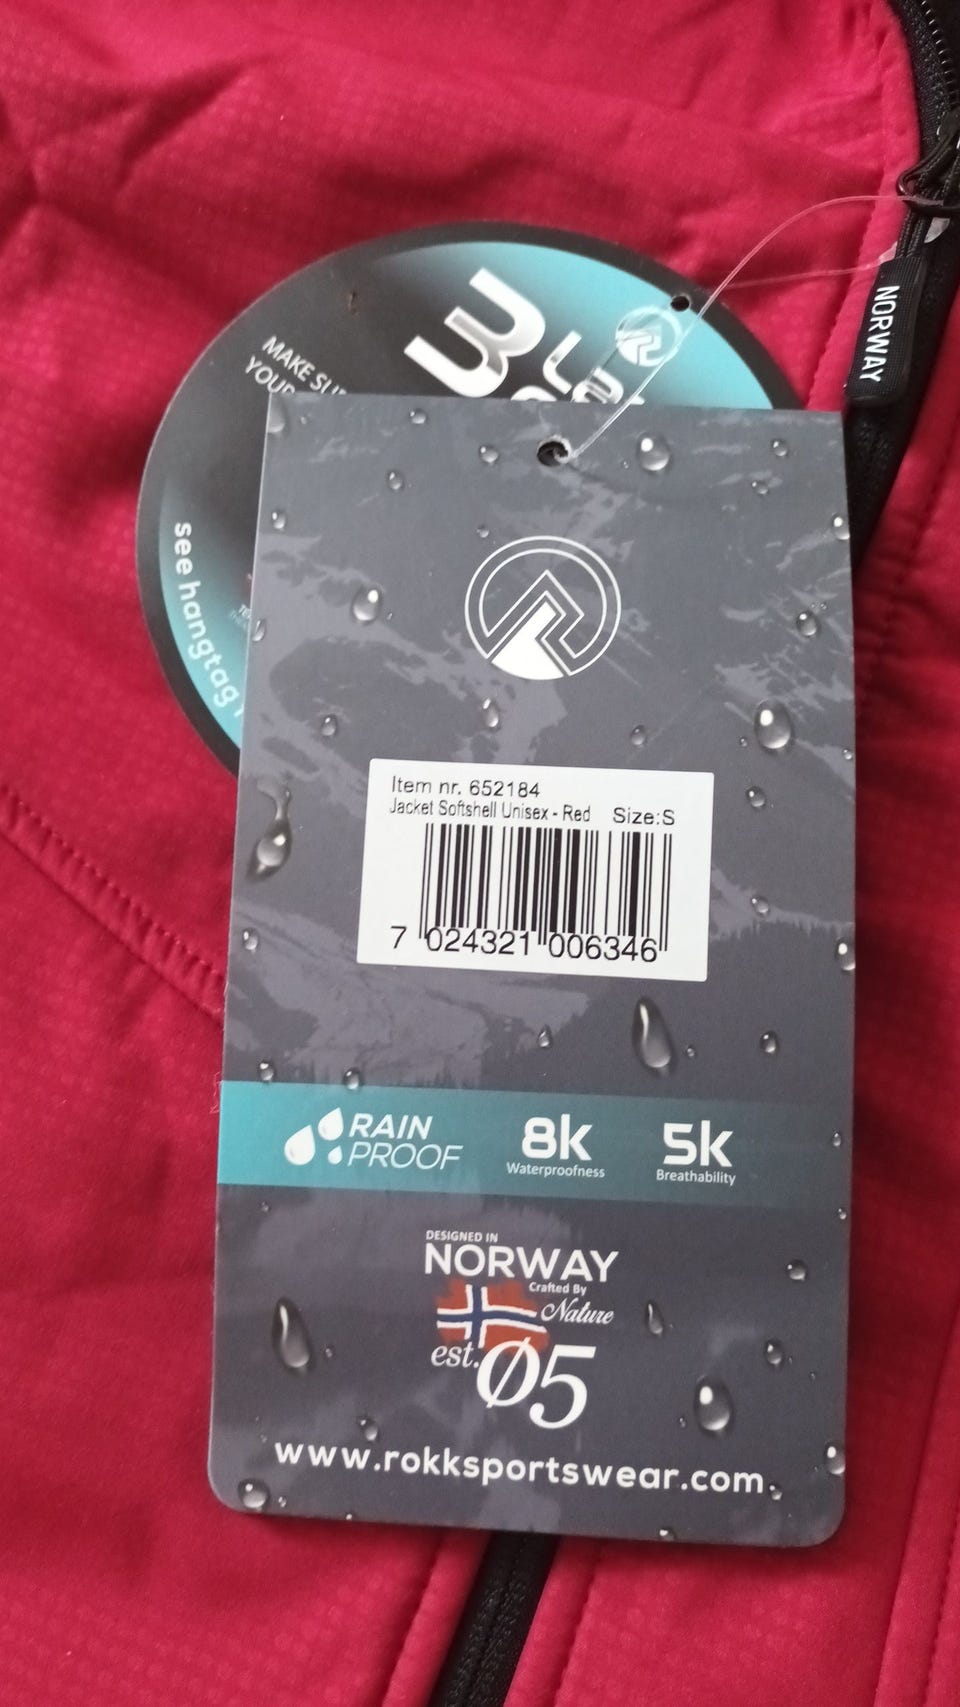 MAKE
YOUR
3
see hangtag
NORWAY
Item nr. 652184
Jacket Softshell Unisex - Red Size:S
7 024321 006346
RAIN
PROOF
8k
Waterproofness
5k
Breathability
DESIGNED IN
NORWAY
Crafted By
Nature
est. Ø5
www.rokksportswear.com